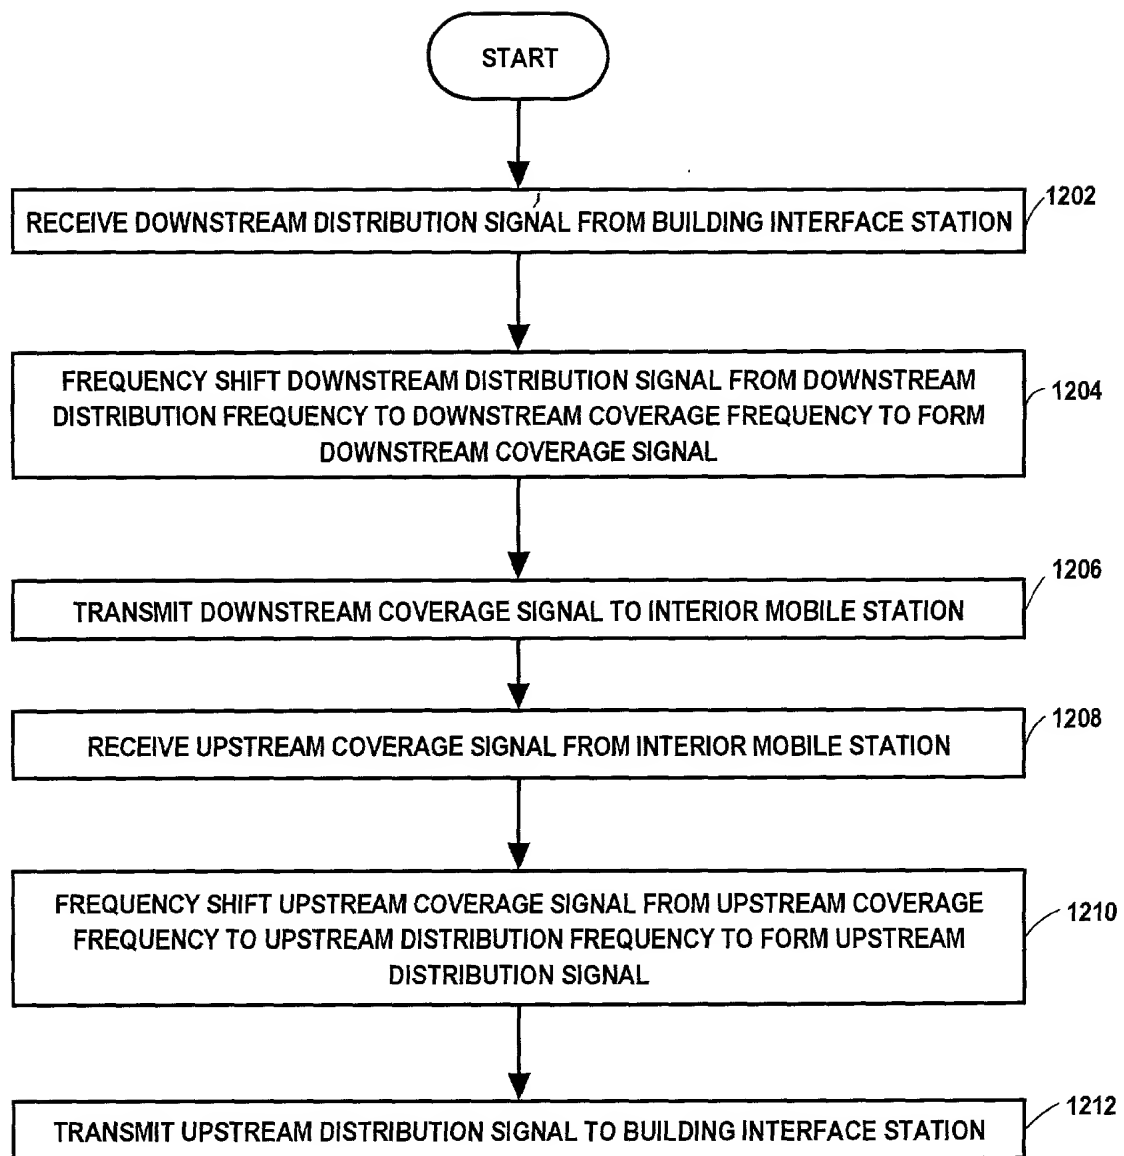 START
RECEIVE DOWNSTREAM DISTRIBUTION SIGNAL FROM BUILDING INTERFACE STATION
1202
FREQUENCY SHIFT DOWNSTREAM DISTRIBUTION SIGNAL FROM DOWNSTREAM
DISTRIBUTION FREQUENCY TO DOWNSTREAM COVERAGE FREQUENCY TO FORM
DOWNSTREAM COVERAGE SIGNAL
1204
TRANSMIT DOWNSTREAM COVERAGE SIGNAL TO INTERIOR MOBILE STATION
1206
RECEIVE UPSTREAM COVERAGE SIGNAL FROM INTERIOR MOBILE STATION
1208
FREQUENCY SHIFT UPSTREAM COVERAGE SIGNAL FROM UPSTREAM COVERAGE
FREQUENCY TO UPSTREAM DISTRIBUTION FREQUENCY TO FORM UPSTREAM
DISTRIBUTION SIGNAL
1210
TRANSMIT UPSTREAM DISTRIBUTION SIGNAL TO BUILDING INTERFACE STATION
1212